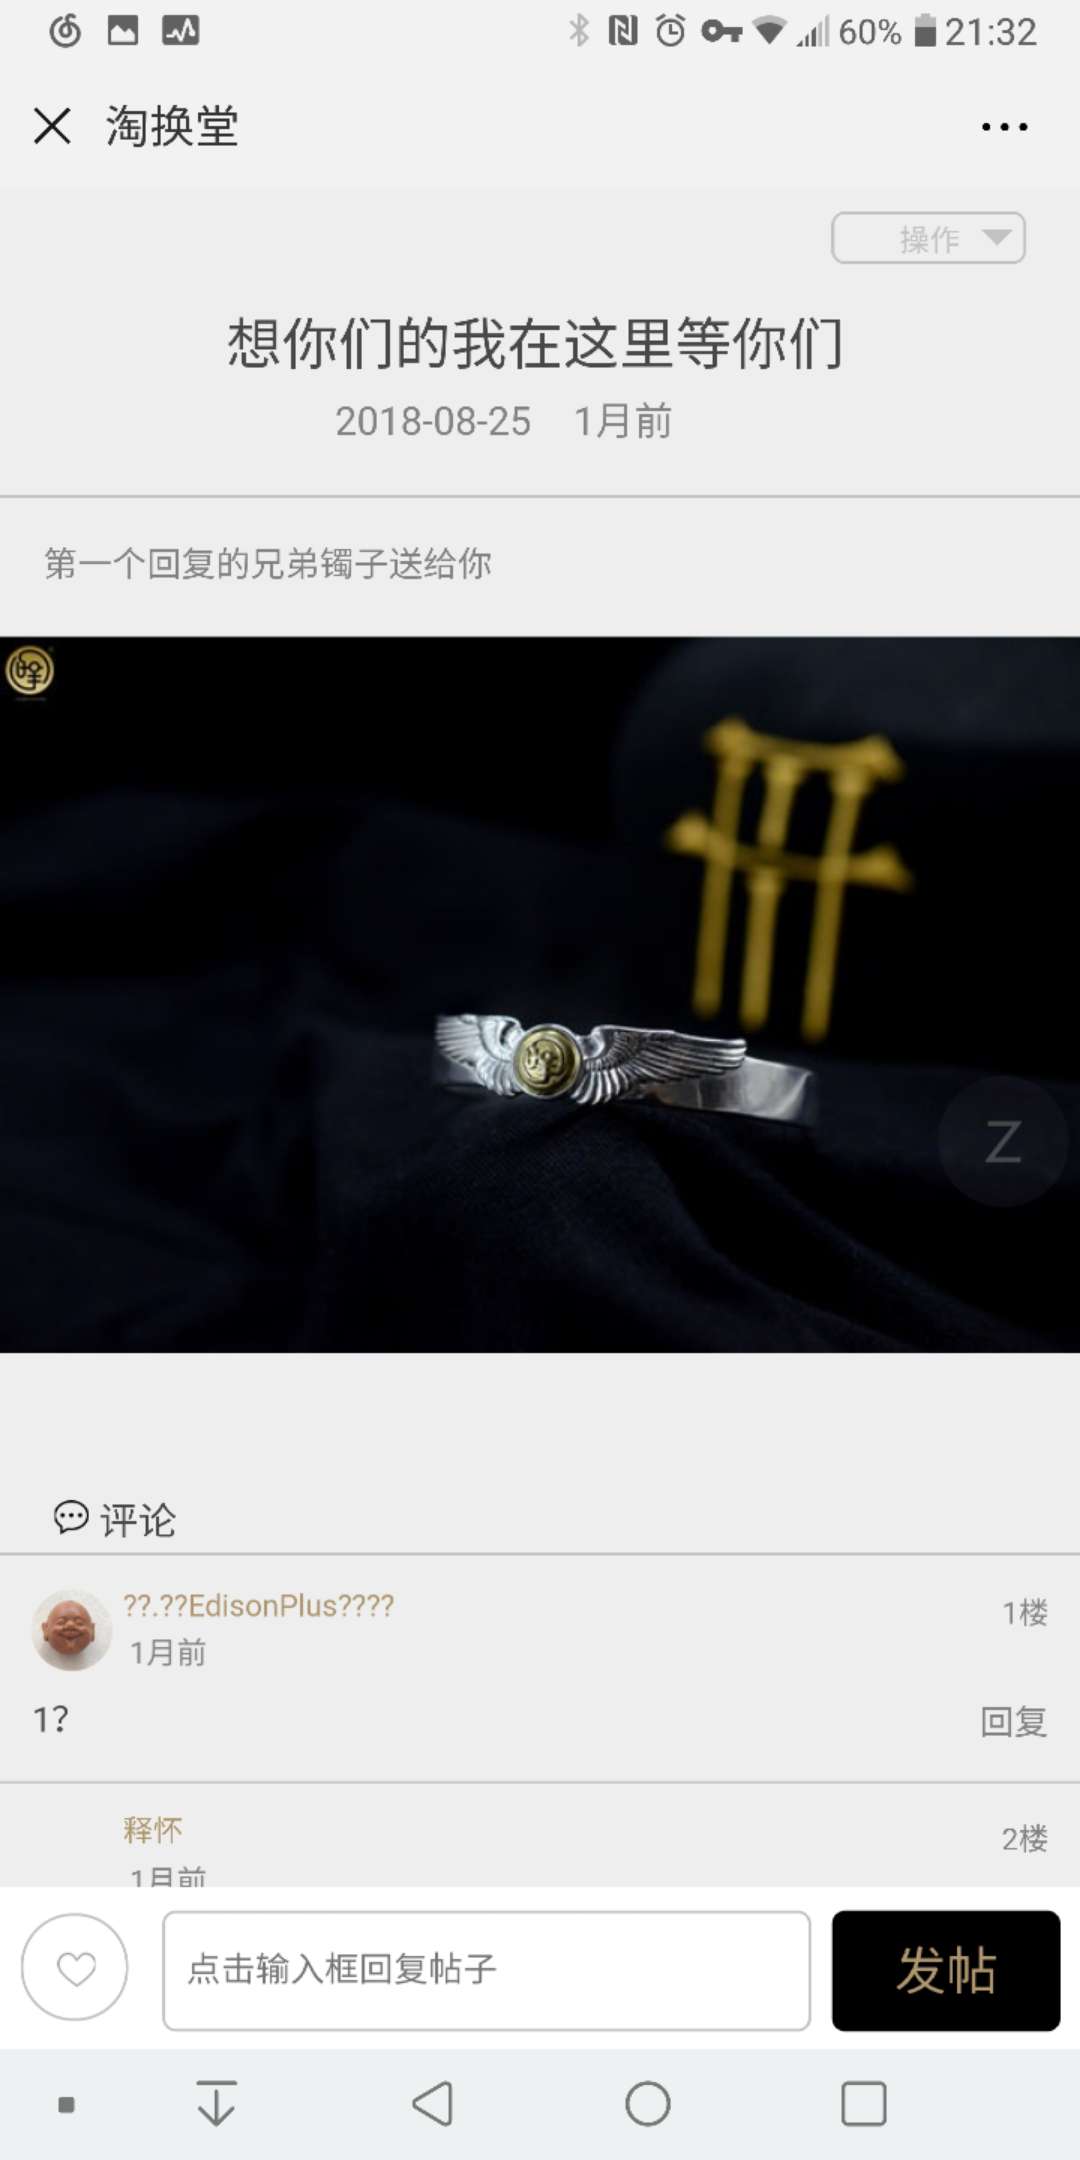 60% 21:32
淘换堂
操作
想你们的我在这里等你们
2018-08-25 1月前
第一个回复的兄弟镯子送给你
Z
评论
??.??EdisonPlus????
1楼
1月前
1？
回复
释怀
2楼
1月前
点击输入框回复帖子
发帖